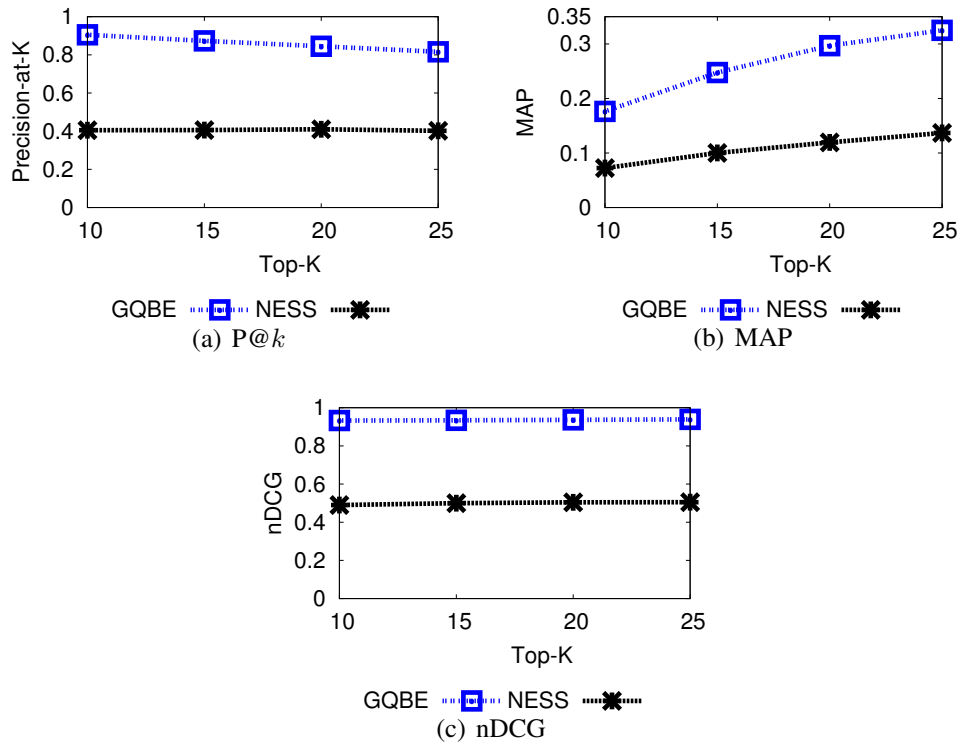 1
0.8
0.6
0.4
0.2
0
Precision-at-K
10 15 20 25
Top-K
GQBE NESS
(a) P@k
0.35
0.3
0.2
0.1
0
MAP
10 15 20 25
Top-K
GQBE NESS
(b) MAP
1
0.8
0.6
0.4
0.2
0
nDCG
10 15 20 25
Top-K
GQBE NESS
(c) nDCG